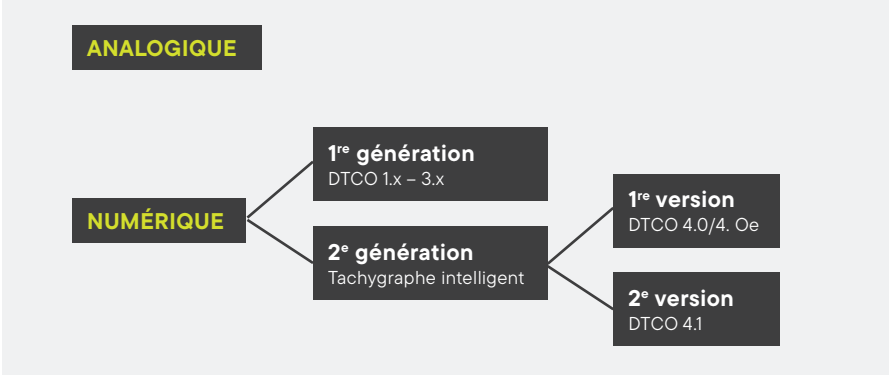 ANALOGIQUE
1re génération
DTCO 1.x – 3.x
NUMÉRIQUE
2e génération
Tachygraphe intelligent
1re version
DTCO 4.0/4. Oe
2e version
DTCO 4.1